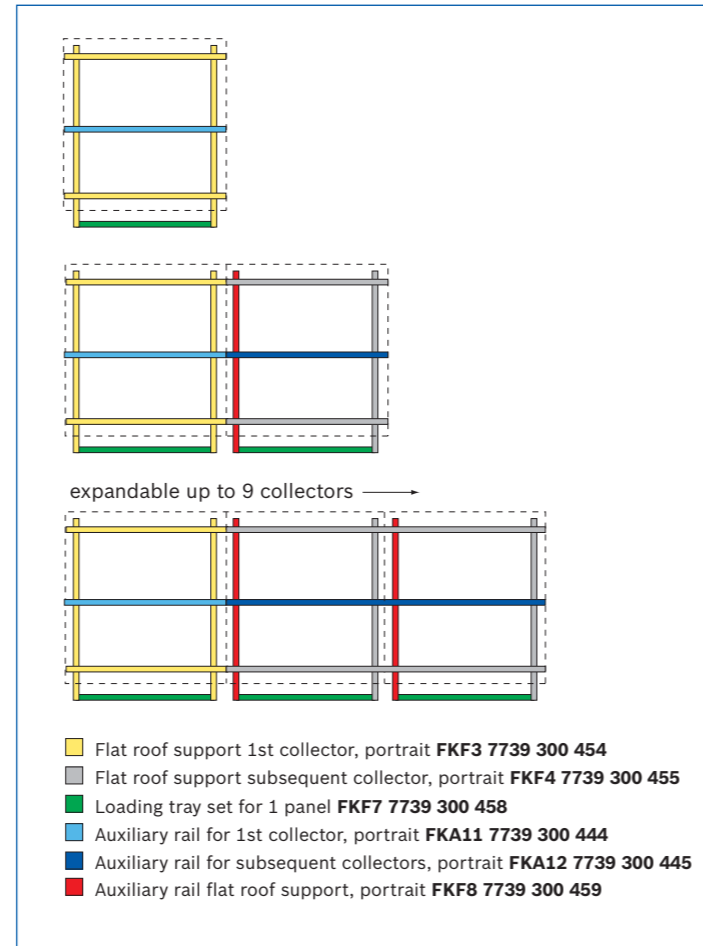 expandable up to 9 collectors
Flat roof support 1st collector, portrait FKF3 7739 300 454
Flat roof support subsequent collector, portrait FKF4 7739 300 455
Loading tray set for 1 panel FKF7 7739 300 458
Auxiliary rail for 1st collector, portrait FKA11 7739 300 444
Auxiliary rail for subsequent collectors, portrait FKA12 7739 300 445
Auxiliary rail flat roof support, portrait FKF8 7739 300 459